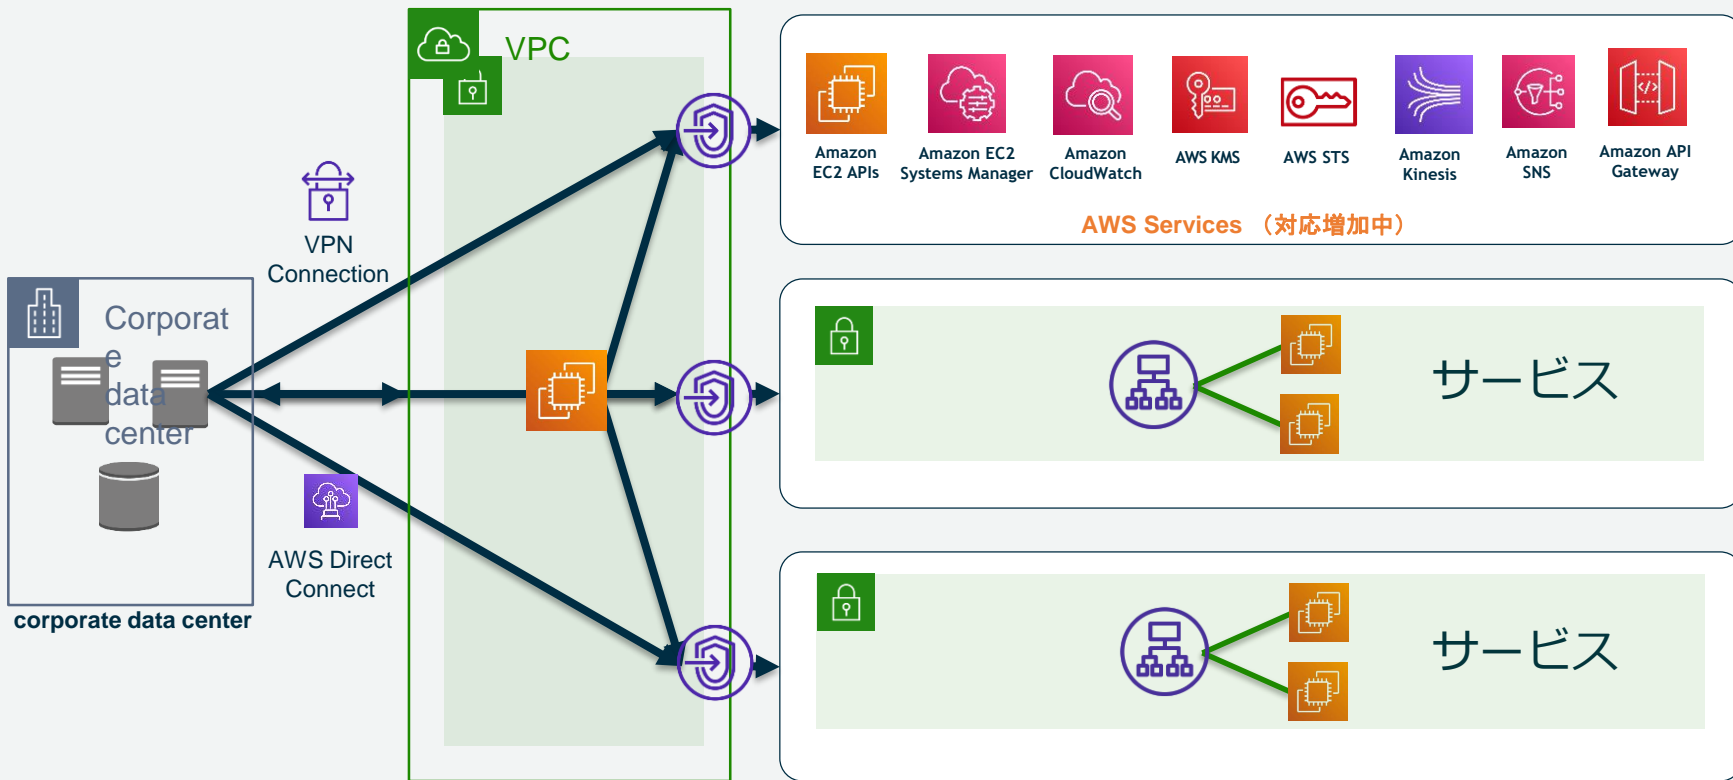 VPC
Amazon
EC2 APIs
Amazon EC2
Systems Manager
Amazon
CloudWatch
AWS KMS
AWS STS
Amazon
Kinesis
Amazon
SNS
Amazon API
Gateway
AWS Services （対応増加中）
VPN
Connection
Corporat
e
data
center
サービス
AWS Direct
Connect
corporate data center
サービス